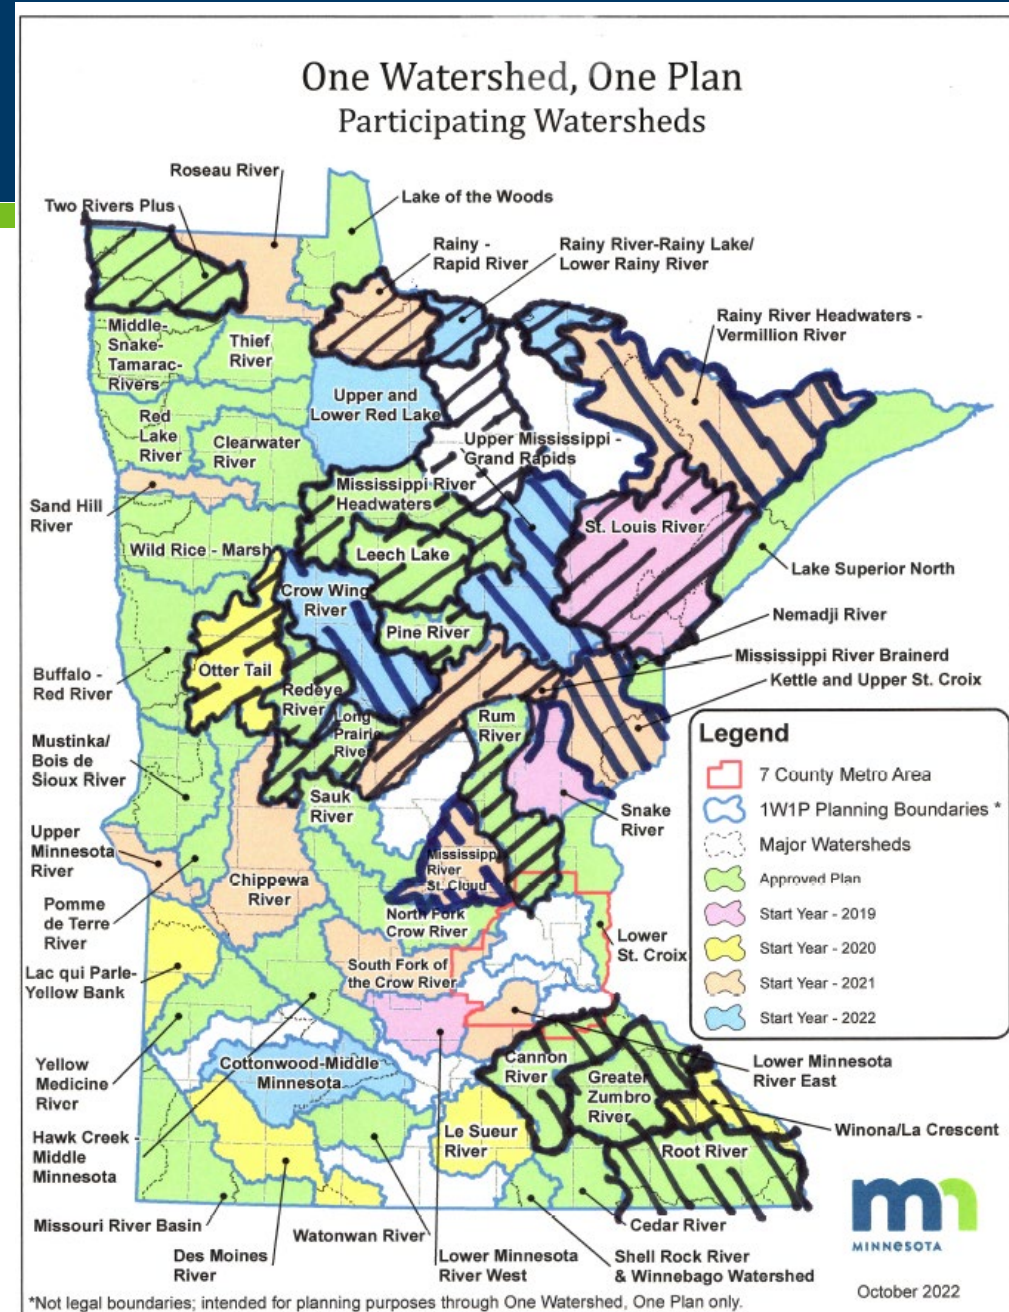 One Watershed, One Plan
Participating Watersheds
Roseau River
Two Rivers Plus
Lake of the Woods
Rainy -
Rapid River
Rainy River-Rainy Lake/
Lower Rainy River
Rainy River Headwaters -
Vermillion River
Middle-
Snake-
Tamarac-
Rivers
Thief
River
Upper and
Lower Red Lake
Red
Lake
River
Clearwater
River
Upper Mississippi -
Grand Rapids
Mississippi River
Headwaters
Sand Hill
River
St. Louis River
Wild Rice - Marsh
Leech Lake
Lake Superior North
Crow Wing
River
Nemadji River
Pine River
Mississippi River Brainerd
Buffalo -
Red River
Otter Tail
Kettle and Upper St. Croix
Redeye
River
Long
Prairie
River
Rum
River
Mustinka/
Bois de
Sioux River
Sauk
River
Snake
River
Upper
Minnesota
River
Chippewa
River
Mississippi
River
St. Cloud
Pomme
de Terre
River
North Fork
Crow River
Lower
St. Croix
South Fork of
the Crow River
Lac qui Parle-
Yellow Bank
Legend
7 County Metro Area
1W1P Planning Boundaries *
Major Watersheds
Approved Plan
Start Year - 2019
Start Year - 2020
Start Year - 2021
Start Year - 2022
Yellow
Medicine
River
Cottonwood-Middle
Minnesota
Cannon
River
Greater
Zumbro
River
Lower Minnesota
River East
Hawk Creek -
Middle
Minnesota
Le Sueur
River
Root River
Winona/La Crescent
Missouri River Basin
Des Moines
River
Watonwan River
Lower Minnesota
River West
Cedar River
Shell Rock River
& Winnebago Watershed
mn
MINNESOTA
October 2022
*Not legal boundaries; intended for planning purposes through One Watershed, One Plan only.